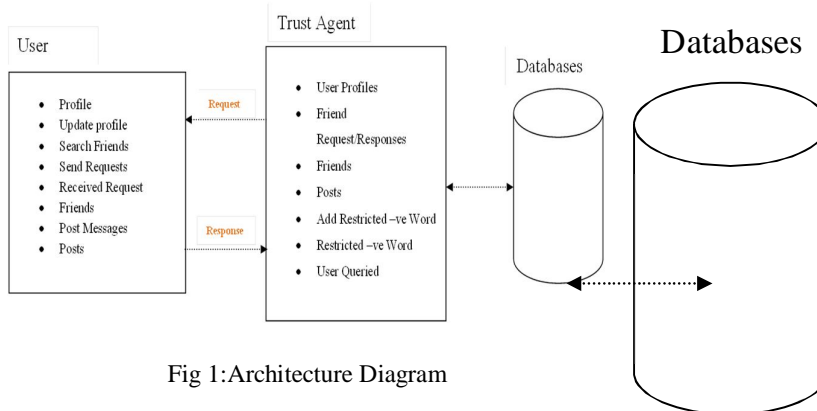 User
• Profile
• Update profile
• Search Friends
• Send Requests
• Received Request
• Friends
• Post Messages
• Posts
Request
Response
Trust Agent
• User Profiles
• Friend
Request/Responses
• Friends
• Posts
• Add Restricted –ve Word
• Restricted –ve Word
• User Queried
Databases
Databases
Fig 1:Architecture Diagram